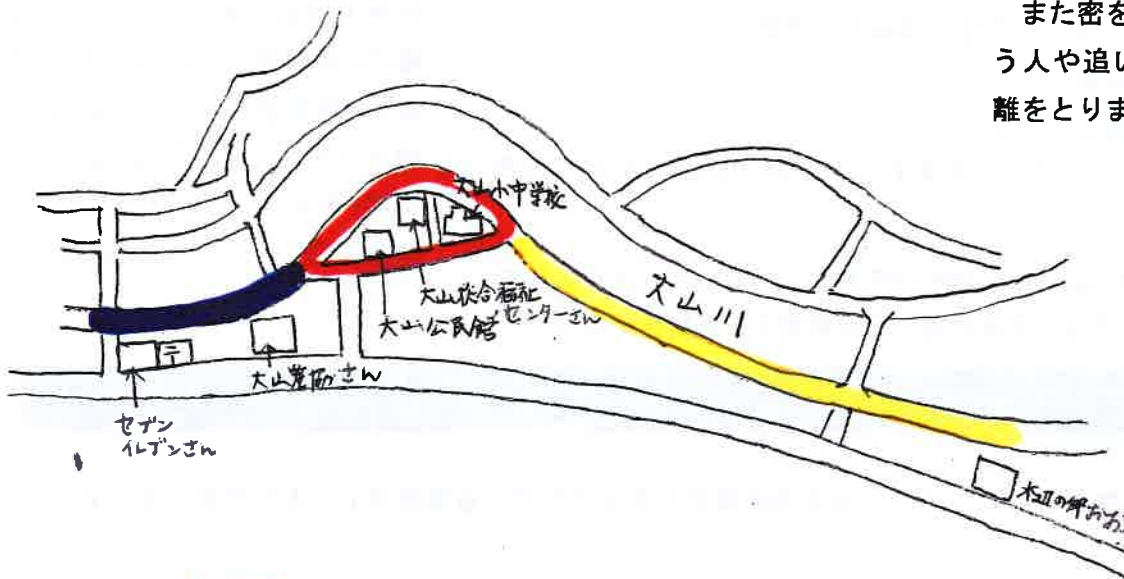 また密を
う人や追い
離をとりま
大山小中学校
大山総合福祉
センターさん
大山公民館
大山川
〒
大山農協さん
セブン
イレブンさん